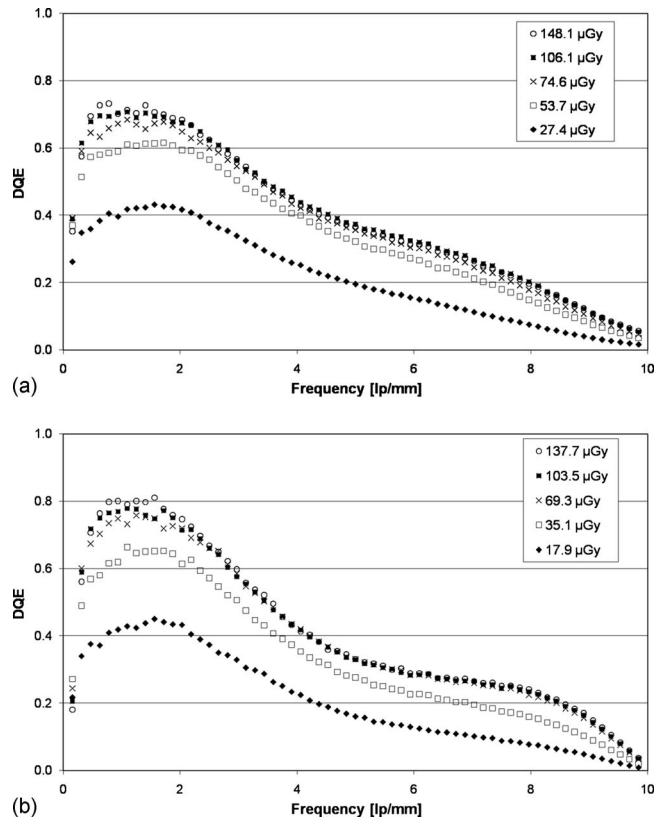 1.0
0.8
0.6
0.4
0.2
0.0
DQE
148.1 µGy
106.1 µGy
74.6 µGy
53.7 µGy
27.4 µGy
0 2 4 6 8 10
Frequency [lp/mm]
(a)
1.0
0.8
0.6
0.4
0.2
0.0
DQE
137.7 µGy
103.5 µGy
69.3 µGy
35.1 µGy
17.9 µGy
0 2 4 6 8 10
Frequency [lp/mm]
(b)